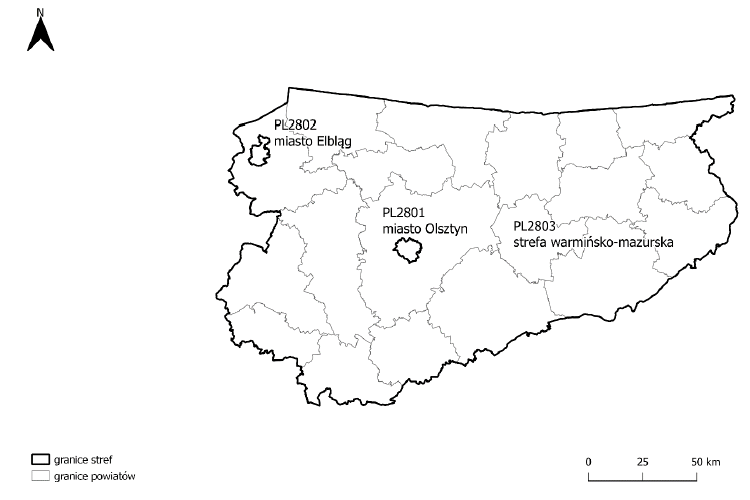 N
PL2802
miasto Elbląg
PL2801
miasto Olsztyn
PL2803
strefa warmińsko-mazurska
granice stref
granice powiatów
0 25 50 km